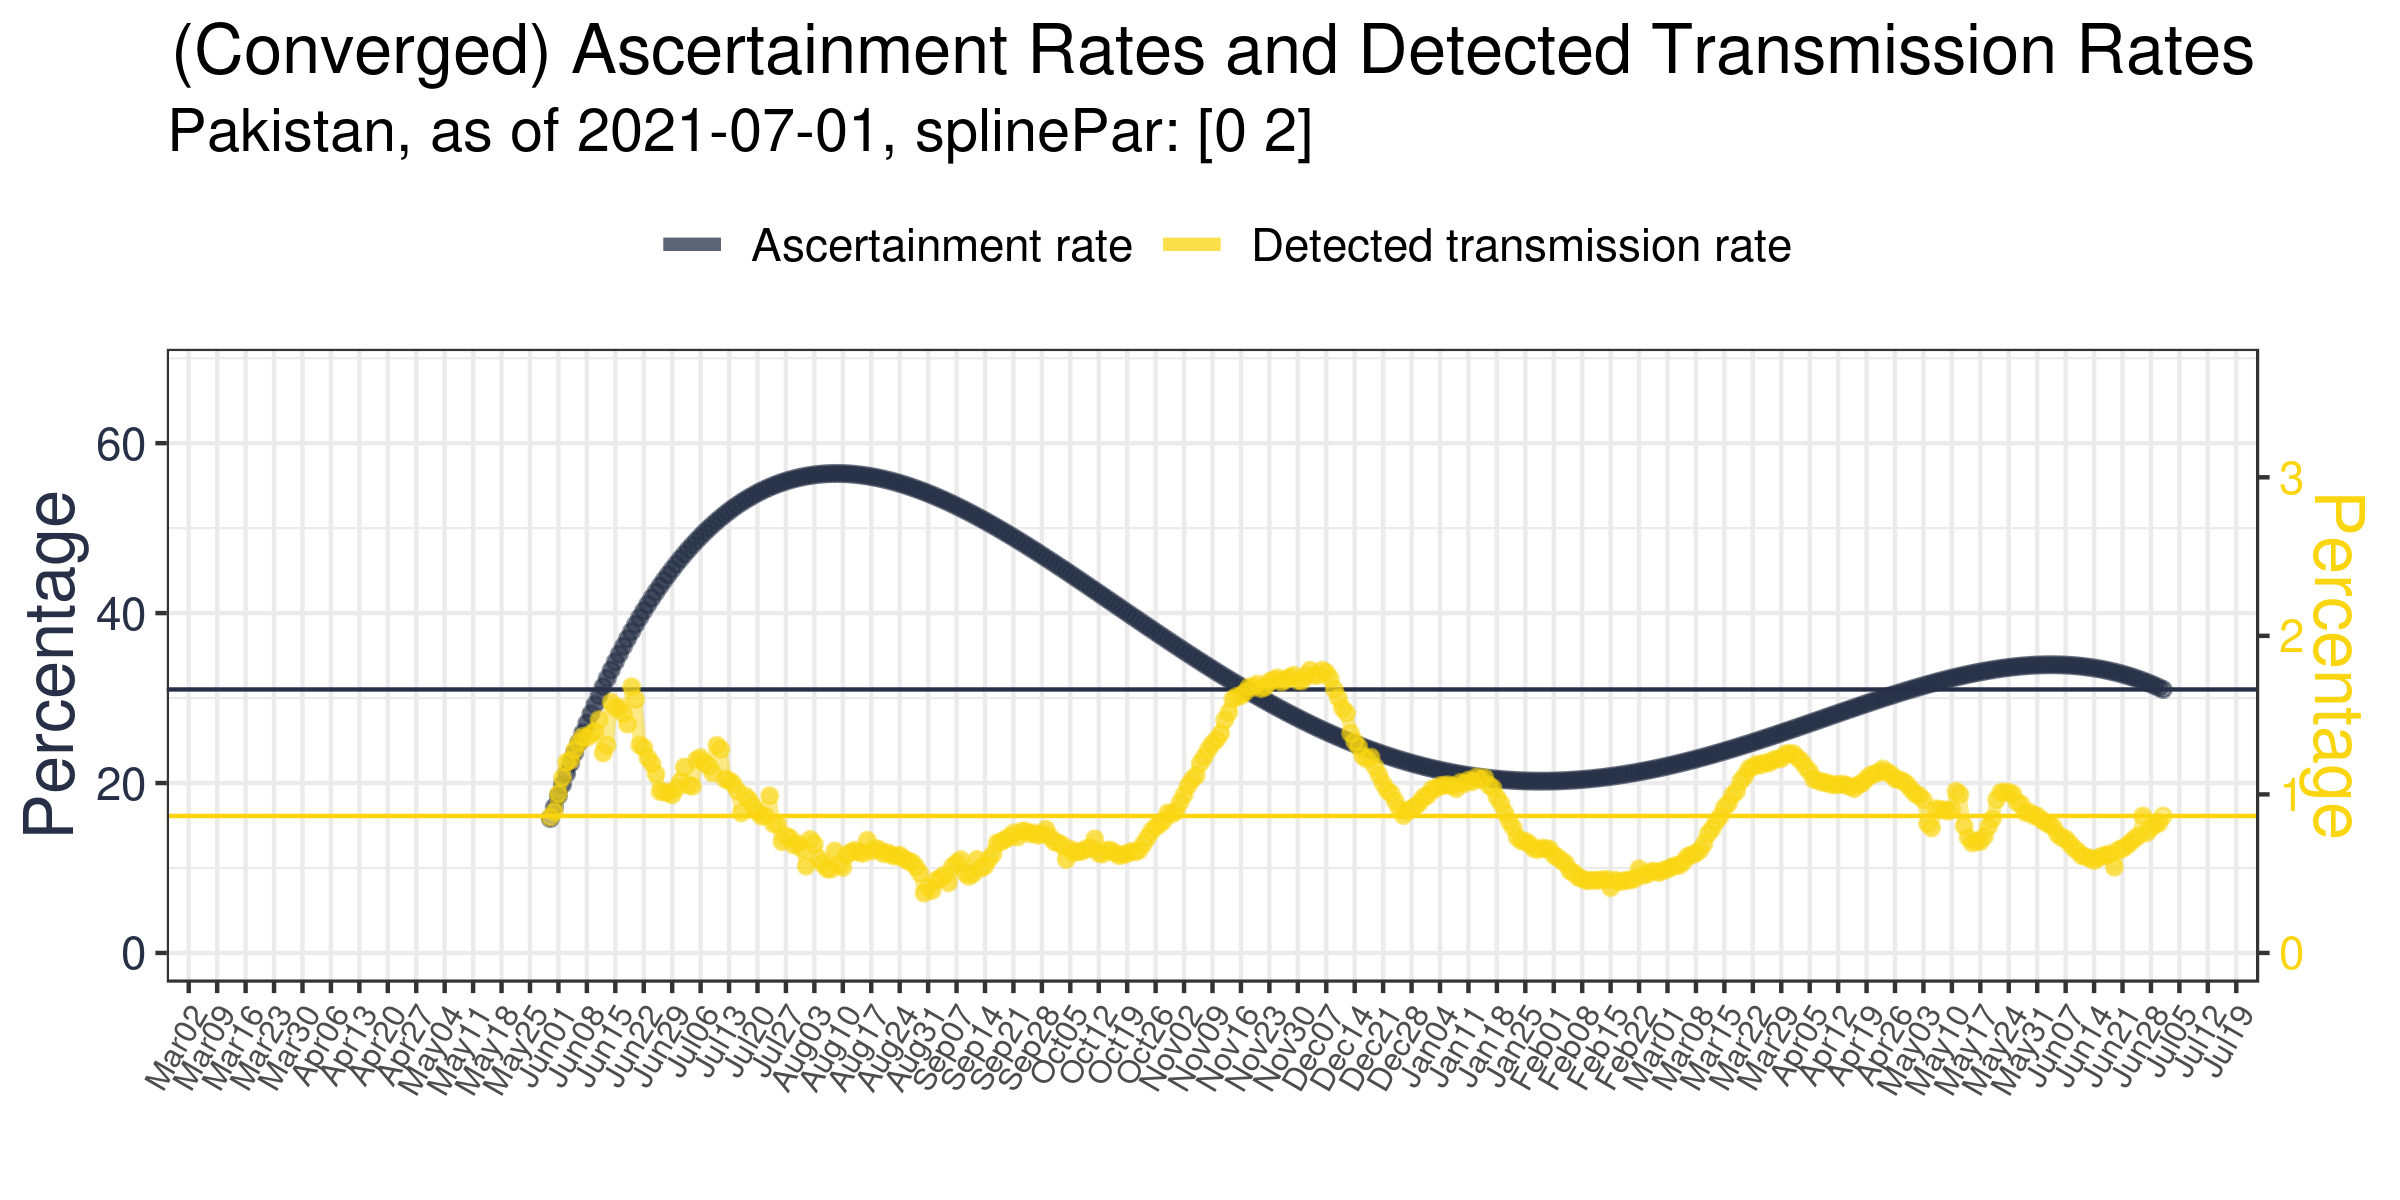 (Converged) Ascertainment Rates and Detected Transmission Rates
Pakistan, as of 2021-07-01, splinePar: [0 2]
Ascertainment rate
Detected transmission rate
Percentage
60
40
20
0
3
2
1
0
Percentage
Mar02
Mar09
Mar16
Mar23
Mar30
Apr06
Apr13
Apr20
Apr27
May04
May11
May18
May25
Jun01
Jun08
Jun15
Jun22
Jun29
Jul06
Jul13
Jul20
Jul27
Aug03
Aug10
Aug17
Aug24
Aug31
Sep07
Sep14
Sep21
Sep28
Oct05
Oct12
Oct19
Oct26
Nov02
Nov09
Nov16
Nov23
Nov30
Dec07
Dec14
Dec21
Dec28
Jan04
Jan11
Jan18
Jan25
Feb01
Feb08
Feb15
Feb22
Mar01
Mar08
Mar15
Mar22
Mar29
Apr05
Apr12
Apr19
Apr26
May03
May10
May17
May24
May31
Jun07
Jun14
Jun21
Jun28
Jul05
Jul12
Jul19